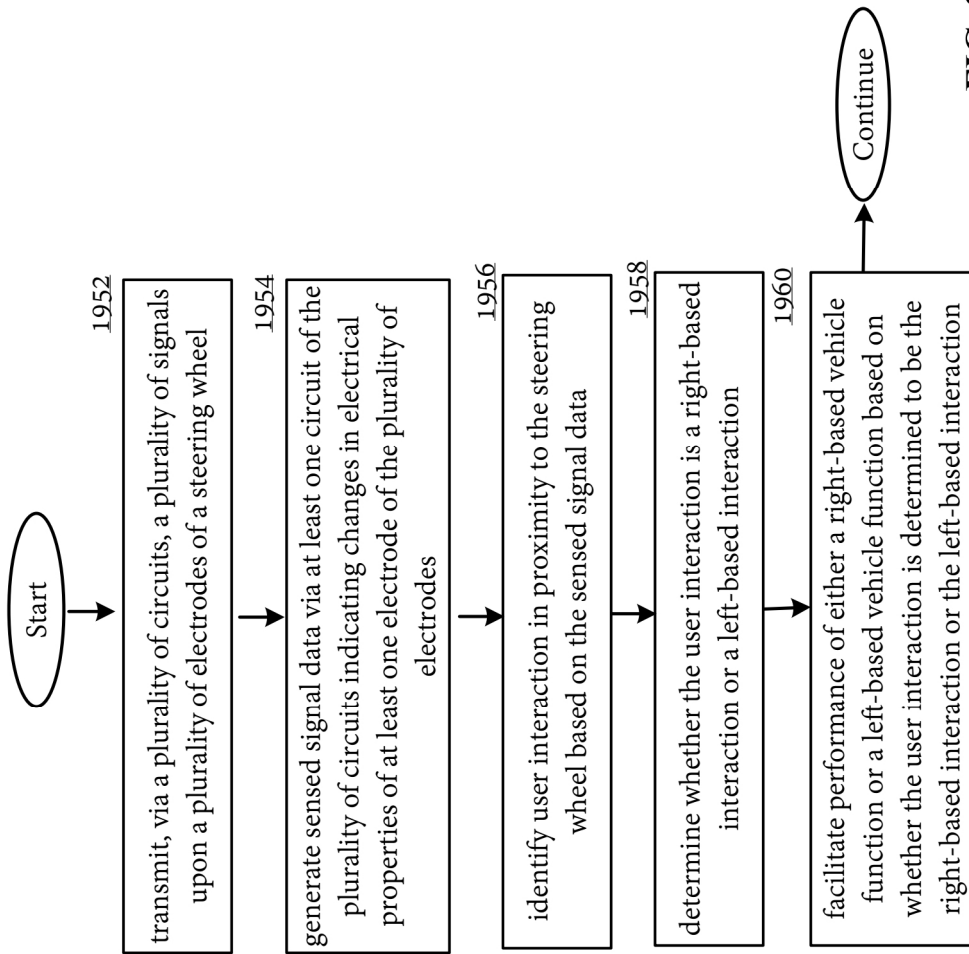 Start
1952
transmit, via a plurality of circuits, a plurality of signals
upon a plurality of electrodes of a steering wheel
1954
generate sensed signal data via at least one circuit of the
plurality of circuits indicating changes in electrical
properties of at least one electrode of the plurality of
electrodes
1956
identify user interaction in proximity to the steering
wheel based on the sensed signal data
1958
determine whether the user interaction is a right-based
interaction or a left-based interaction
1960
facilitate performance of either a right-based vehicle
function or a left-based vehicle function based on
whether the user interaction is determined to be the
right-based interaction or the left-based interaction
Continue